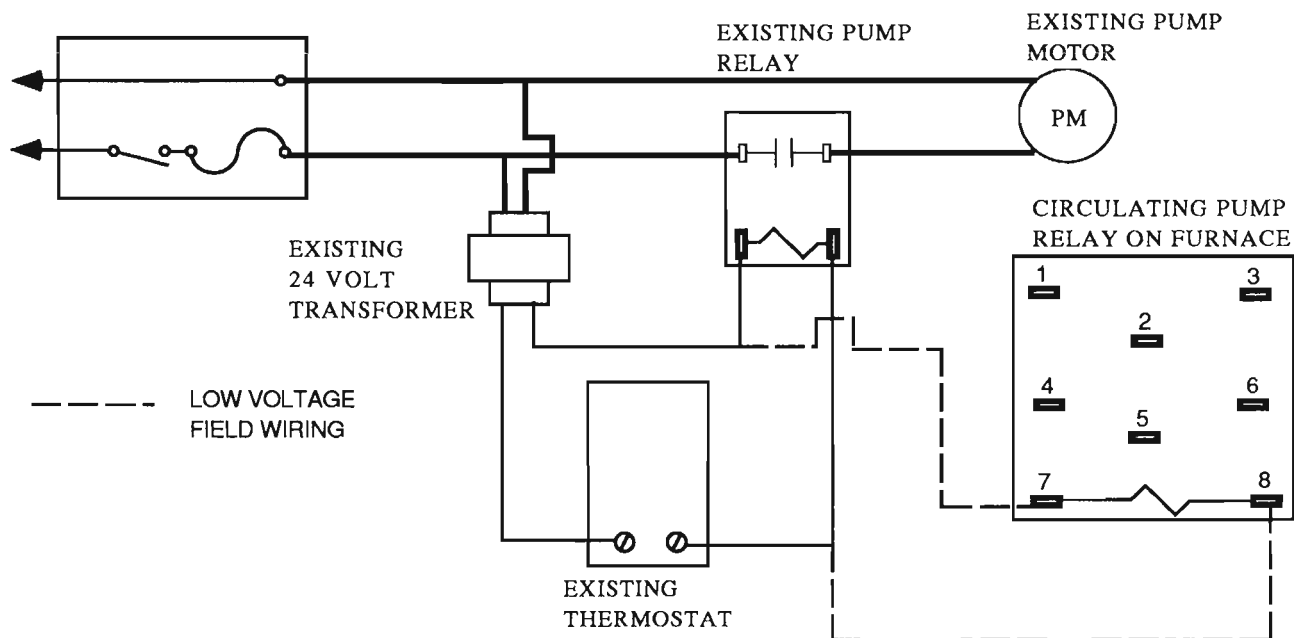 EXISTING PUMP
RELAY
EXISTING PUMP
MOTOR
PM
EXISTING
24 VOLT
TRANSFORMER
CIRCULATING PUMP
RELAY ON FURNACE
1
3
2
4
6
5
7
8
LOW VOLTAGE
FIELD WIRING
EXISTING
THERMOSTAT